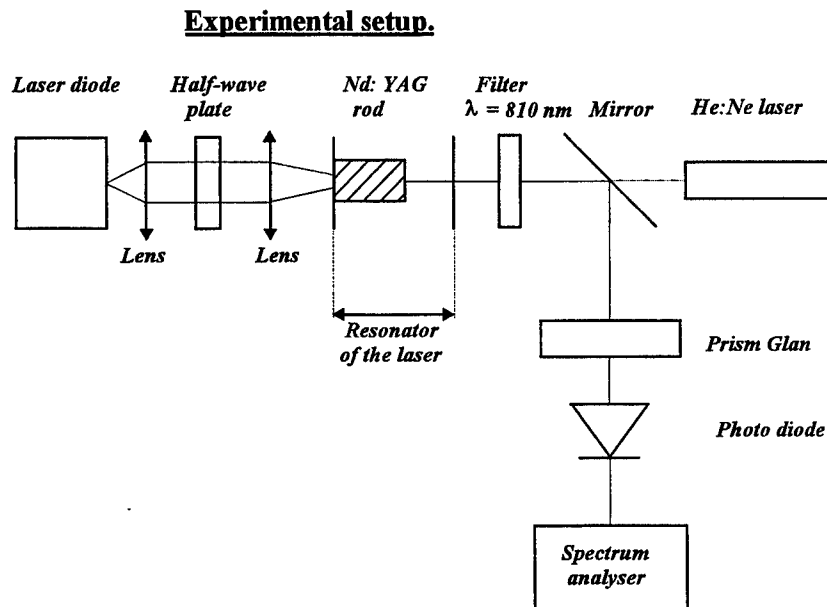 Experimental setup.
Laser diode
Half-wave
plate
Nd: YAG
rod
Filter
λ = 810 nm
Mirror
He:Ne laser
Lens
Lens
Resonator
of the laser
Prism Glan
Photo diode
Spectrum
analyser